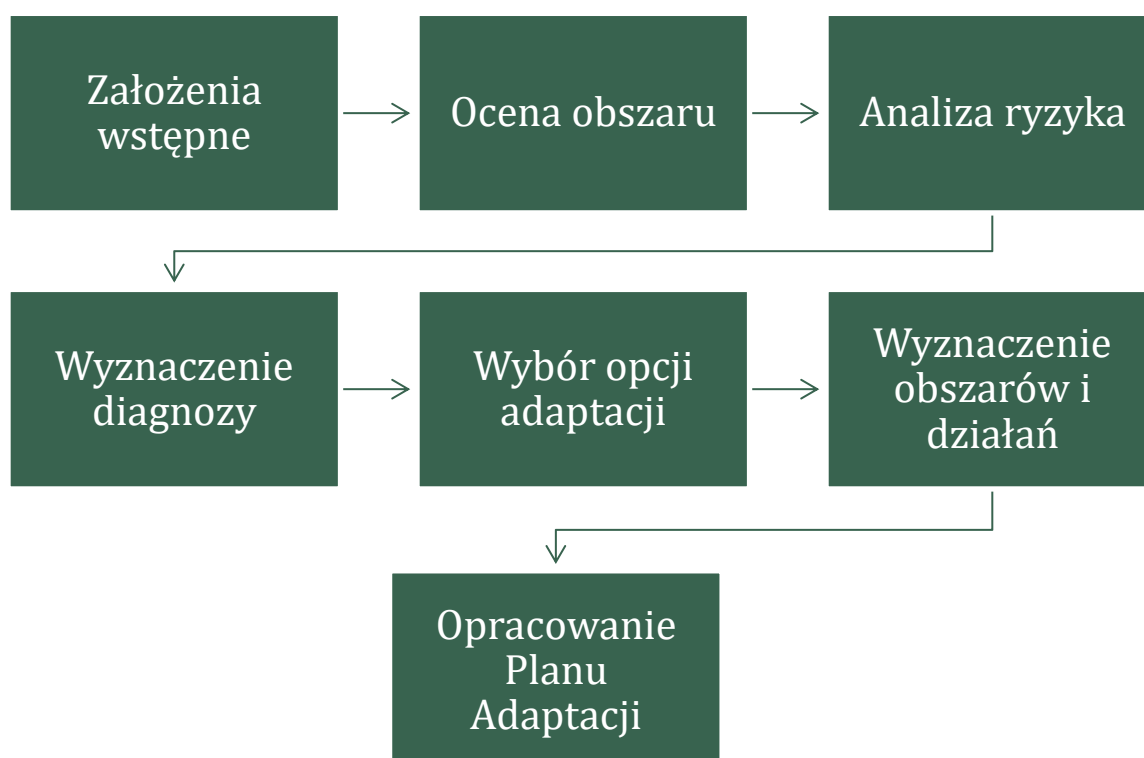 Założenia
wstępne
Ocena obszaru
Analiza ryzyka
Wyznaczenie
diagnozy
Wybór opcji
adaptacji
Wyznaczenie
obszarów i
działań
Opracowanie
Planu
Adaptacji